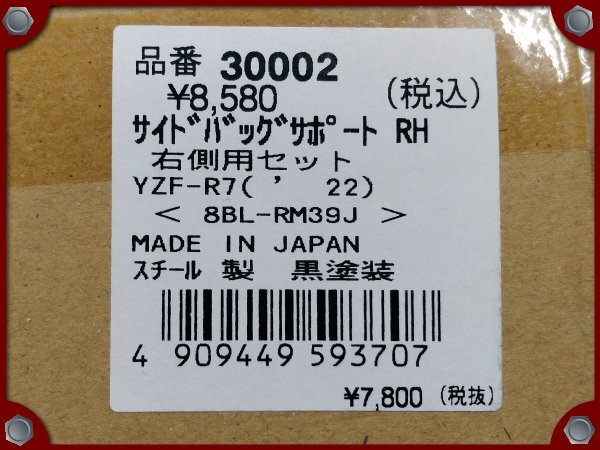 品番 30002
¥8,580 (税込)
ｻｲﾄﾞﾊﾞｯｸﾞｻﾎﾟｰﾄ RH
右側用セット
YZF-R7(’ 22)
< 8BL-RM39J >
MADE IN JAPAN
ｽﾁｰﾙ 製 黒塗装
4 909449 593707
¥7,800 (税抜)